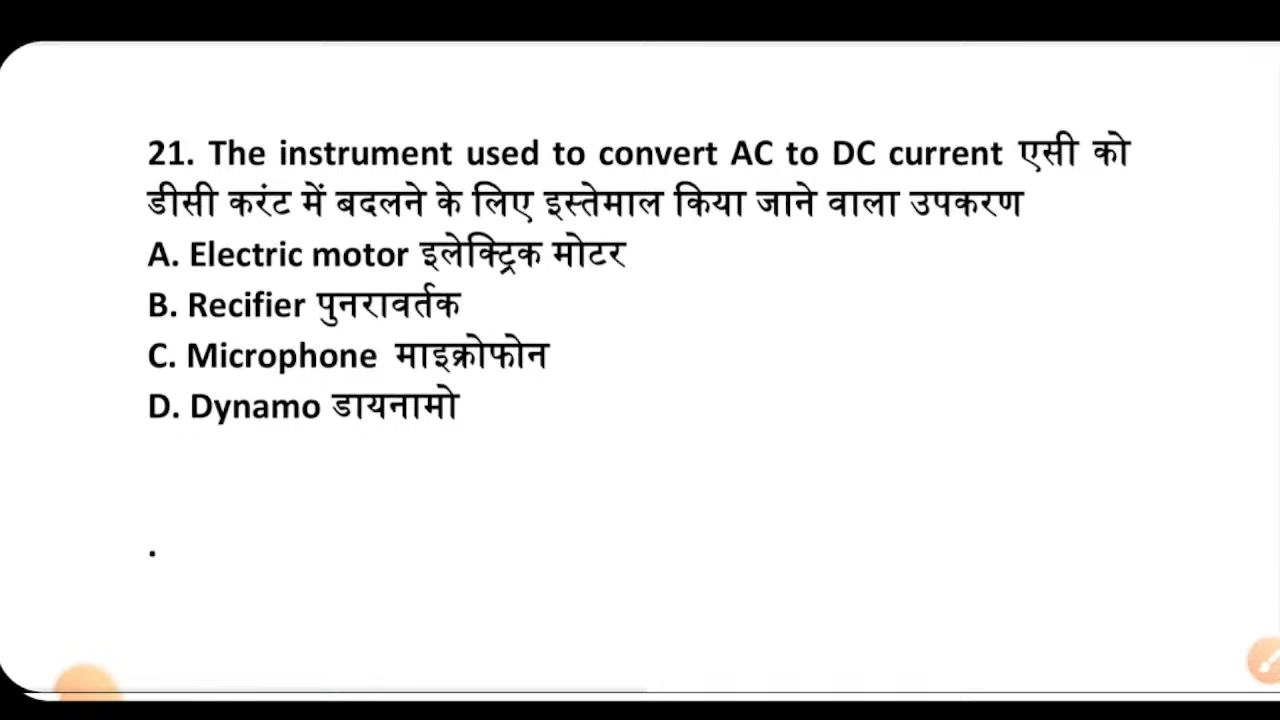 21. The instrument used to convert AC to DC current एसी को
डीसी करंट में बदलने के लिए इस्तेमाल किया जाने वाला उपकरण
A. Electric motor इलेक्ट्रिक मोटर
B. Recifier पुनरावर्तक
C. Microphone माइक्रोफोन
D. Dynamo डायनामो
.